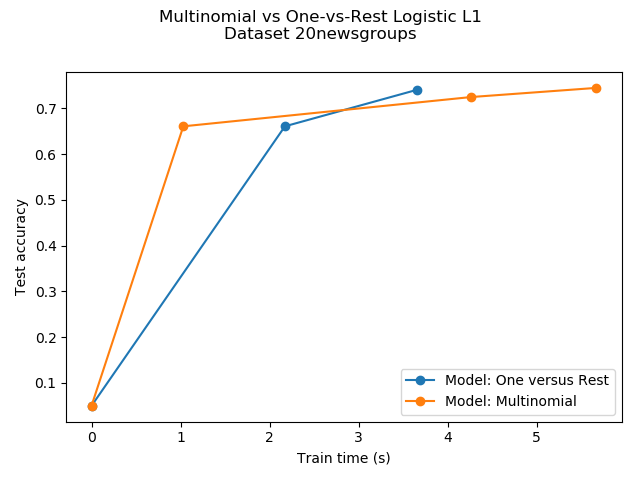 Multinomial vs One-vs-Rest Logistic L1
Dataset 20newsgroups
Test accuracy
0.7
0.6
0.5
0.4
0.3
0.2
0.1
0
1
2
3
4
5
Train time (s)
Model: One versus Rest
Model: Multinomial